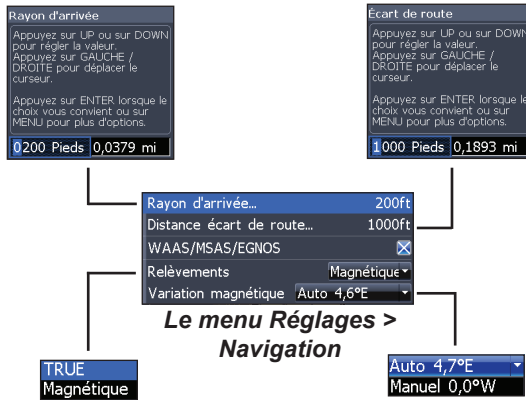 Rayon d'arrivée
Appuyez sur UP ou sur DOWN
pour régler la valeur.
Appuyez sur GAUCHE /
DROITE pour déplacer le
curseur.
Appuyez sur ENTER lorsque le
choix vous convient ou sur
MENU pour plus d'options.
0200 Pieds 0,0379 mi
Écart de route
Appuyez sur UP ou sur DOWN
pour régler la valeur.
Appuyez sur GAUCHE /
DROITE pour déplacer le
curseur.
Appuyez sur ENTER lorsque le
choix vous convient ou sur
MENU pour plus d'options.
1000 Pieds 0,1893 mi
Rayon d'arrivée... 200ft
Distance écart de route... 1000ft
WAAS/MSAS/EGNOS
Relèvements Magnétique
Variation magnétique Auto 4,6°E
Le menu Réglages >
Navigation
TRUE
Magnétique
Auto 4,7°E
Manuel 0,0°W